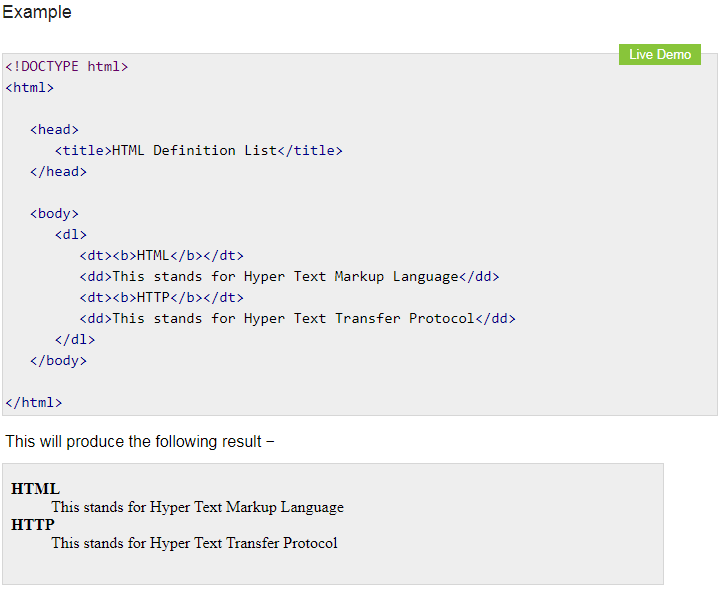 Example
Live Demo
<!DOCTYPE html>
<html>
<head>
<title>HTML Definition List</title>
</head>
<body>
<dl>
<dt><b>HTML</b></dt>
<dd>This stands for Hyper Text Markup Language</dd>
<dt><b>HTTP</b></dt>
<dd>This stands for Hyper Text Transfer Protocol</dd>
</dl>
</body>
</html>
This will produce the following result −
HTML
This stands for Hyper Text Markup Language
HTTP
This stands for Hyper Text Transfer Protocol